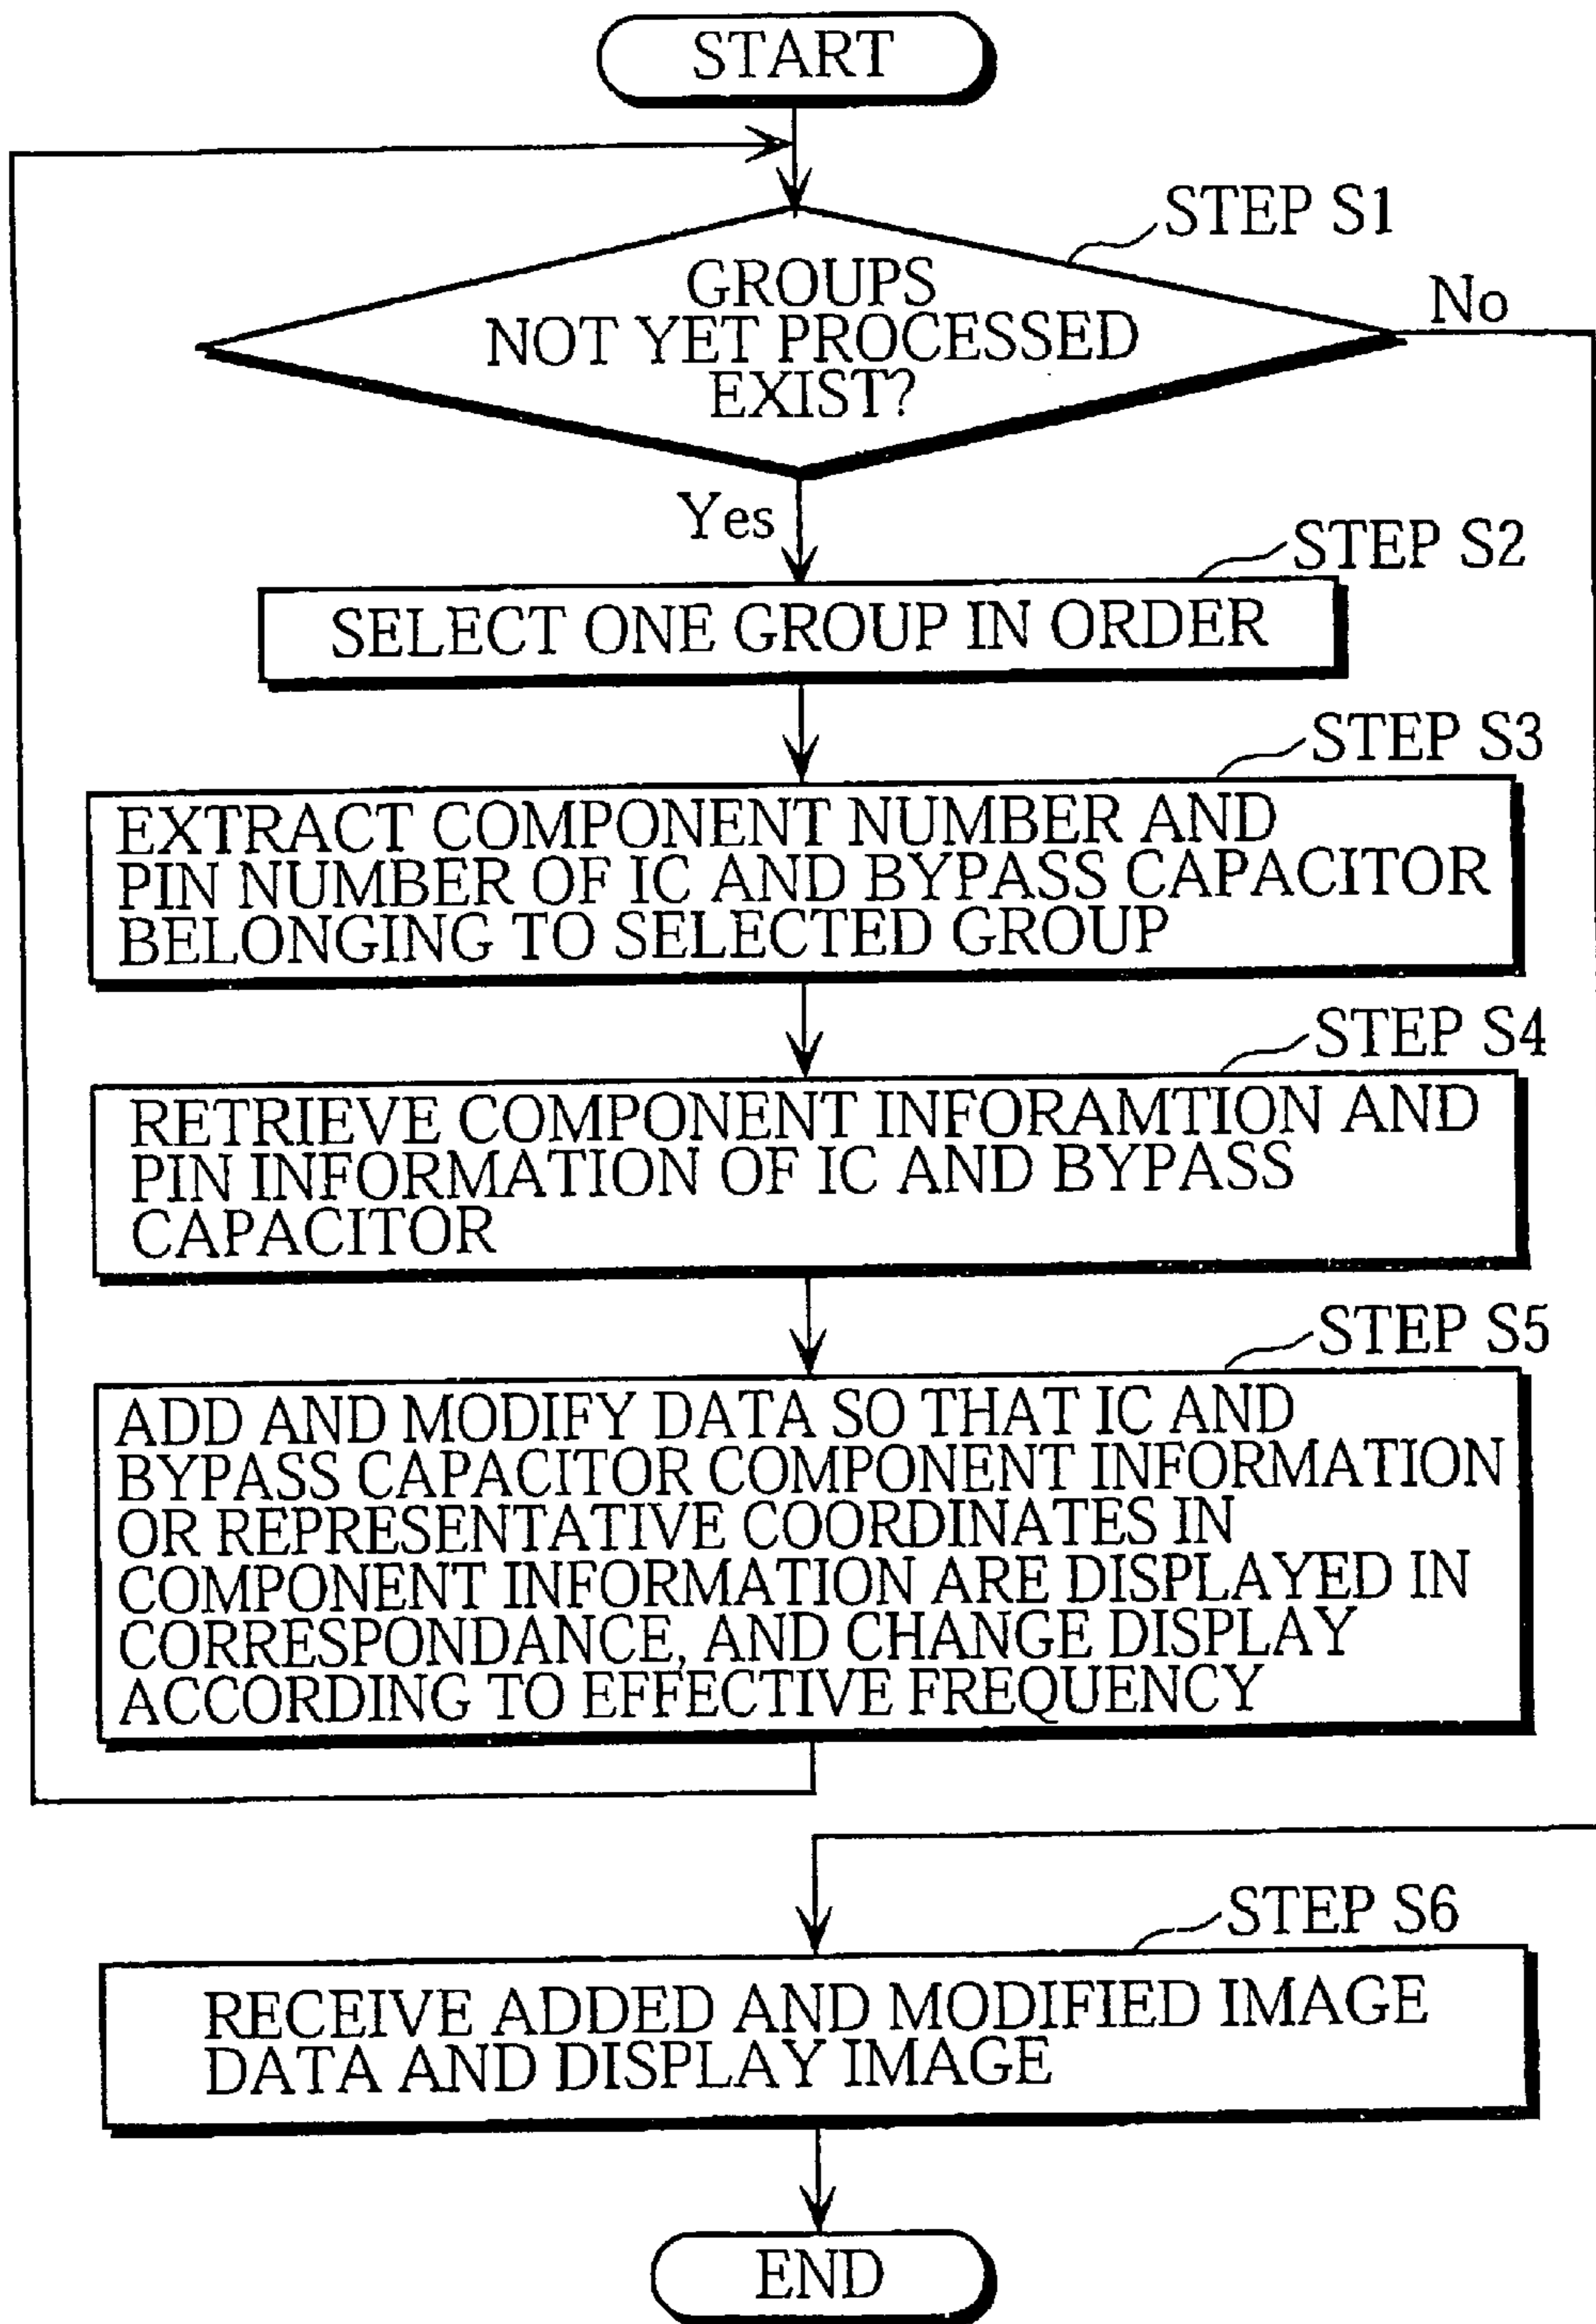 START
STEP S1
GROUPS
NOT YET PROCESSED
EXIST?
No
Yes
STEP S2
SELECT ONE GROUP IN ORDER
STEP S3
EXTRACT COMPONENT NUMBER AND
PIN NUMBER OF IC AND BYPASS CAPACITOR
BELONGING TO SELECTED GROUP
STEP S4
RETRIEVE COMPONENT INFORAMTION AND
PIN INFORMATION OF IC AND BYPASS
CAPACITOR
STEP S5
ADD AND MODIFY DATA SO THAT IC AND
BYPASS CAPACITOR COMPONENT INFORMATION
OR REPRESENTATIVE COORDINATES IN
COMPONENT INFORMATION ARE DISPLAYED IN
CORRESPONDANCE, AND CHANGE DISPLAY
ACCORDING TO EFFECTIVE FREQUENCY
STEP S6
RECEIVE ADDED AND MODIFIED IMAGE
DATA AND DISPLAY IMAGE
END